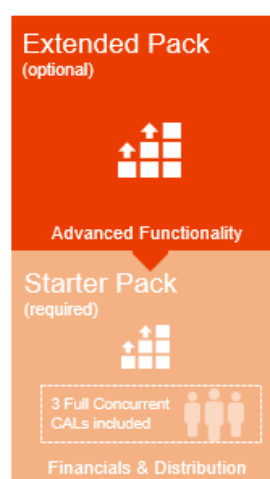 Extended Pack
(optional)
Advanced Functionality
Starter Pack
(required)
3 Full Concurrent
CALs included
Financials & Distribution